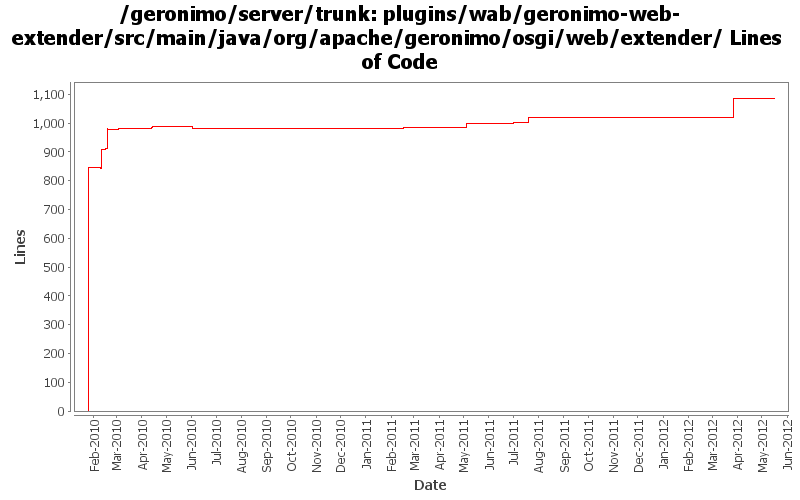 /geronimo/server/trunk: plugins/wab/geronimo-web-
extender/src/main/java/org/apache/geronimo/osgi/web/extender/ Lines
of Code
1,100
1,000
900
800
700
600
500
400
300
200
100
0
Lines
Feb-2010
Mar-2010
Apr-2010
May-2010
Jun-2010
Jul-2010
Aug-2010
Sep-2010
Oct-2010
Nov-2010
Dec-2010
Jan-2011
Feb-2011
Mar-2011
Apr-2011
May-2011
Jun-2011
Jul-2011
Aug-2011
Sep-2011
Oct-2011
Nov-2011
Dec-2011
Jan-2012
Feb-2012
Mar-2012
Apr-2012
May-2012
Jun-2012
Date